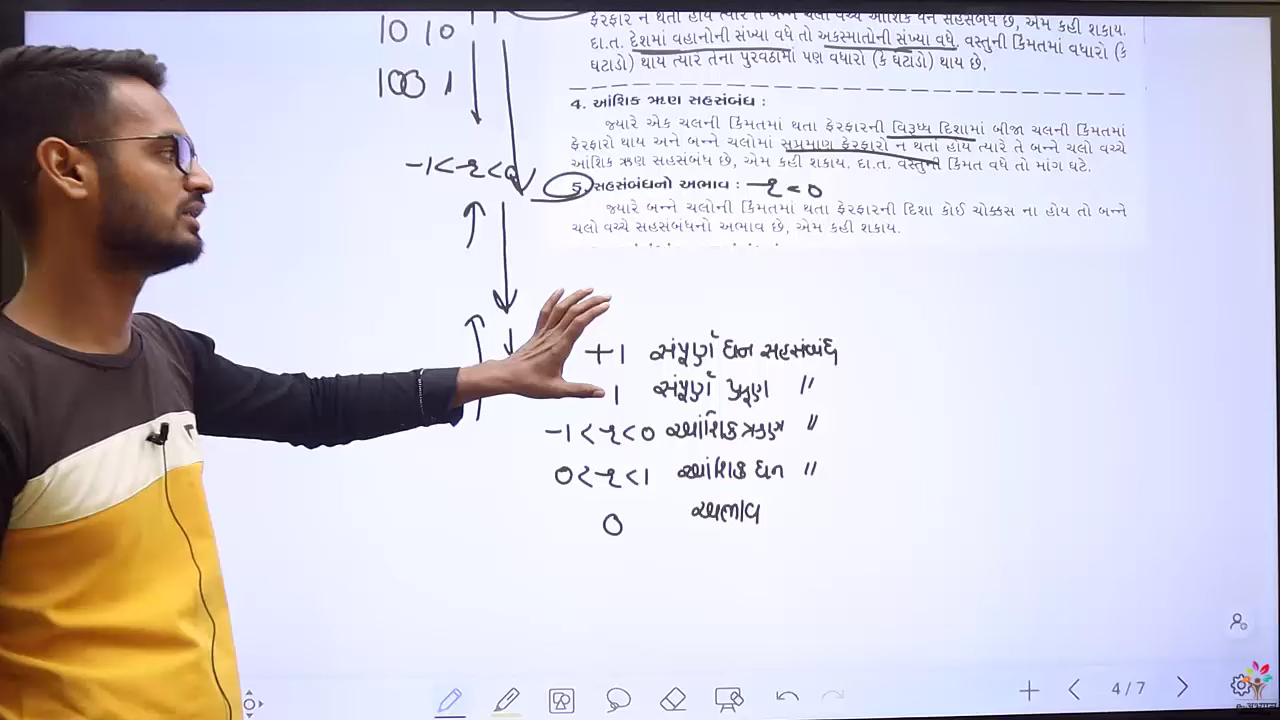 ફેરફાર ન થતા હોય ત્યારે તે બન્ને ચલો વચ્ચે આંશિક ધન સહસંબંધ છે, એમ કહી શકાય.
દા.ત. દેશમાં વાહનોની સંખ્યા વધે તો અકસ્માતોની સંખ્યા વધે. વસ્તુની કિંમતમાં વધારો (કે
ઘટાડો) થાય ત્યારે તેના પુરવઠામાં પણ વધારો (કે ઘટાડો) થાય છે.
10 10
100 1
4. આંશિક ઋણ સહસંબંધ :
જ્યારે એક ચલની કિંમતમાં થતા ફેરફારની વિરૂધ્ધ દિશામાં બીજા ચલની કિંમતમાં
ફેરફારો થાય અને બન્ને ચલોમાં સપ્રમાણ ફેરફારો ન થતાં હોય ત્યારે તે બન્ને ચલો વચ્ચે
આંશિક ઋણ સહસંબંધ છે, એમ કહી શકાય. દા.ત. વસ્તુની કિંમત વધે તો માંગ ઘટે.
-1<r<0
5. સહસંબંધનો અભાવ : r=0
જ્યારે બન્ને ચલોની કિંમતમાં થતા ફેરફારની દિશા કોઈ ચોક્કસ ના હોય તો બન્ને
ચલો વચ્ચે સહસંબંધનો અભાવ છે, એમ કહી શકાય.
+1 સંપૂર્ણ ધન સહસંબંધ
1 સંપૂર્ણ ઋણ "
-1<r<0 આંશિક ઋણ "
0<r<1 આંશિક ધન "
0 અભાવ
4/7